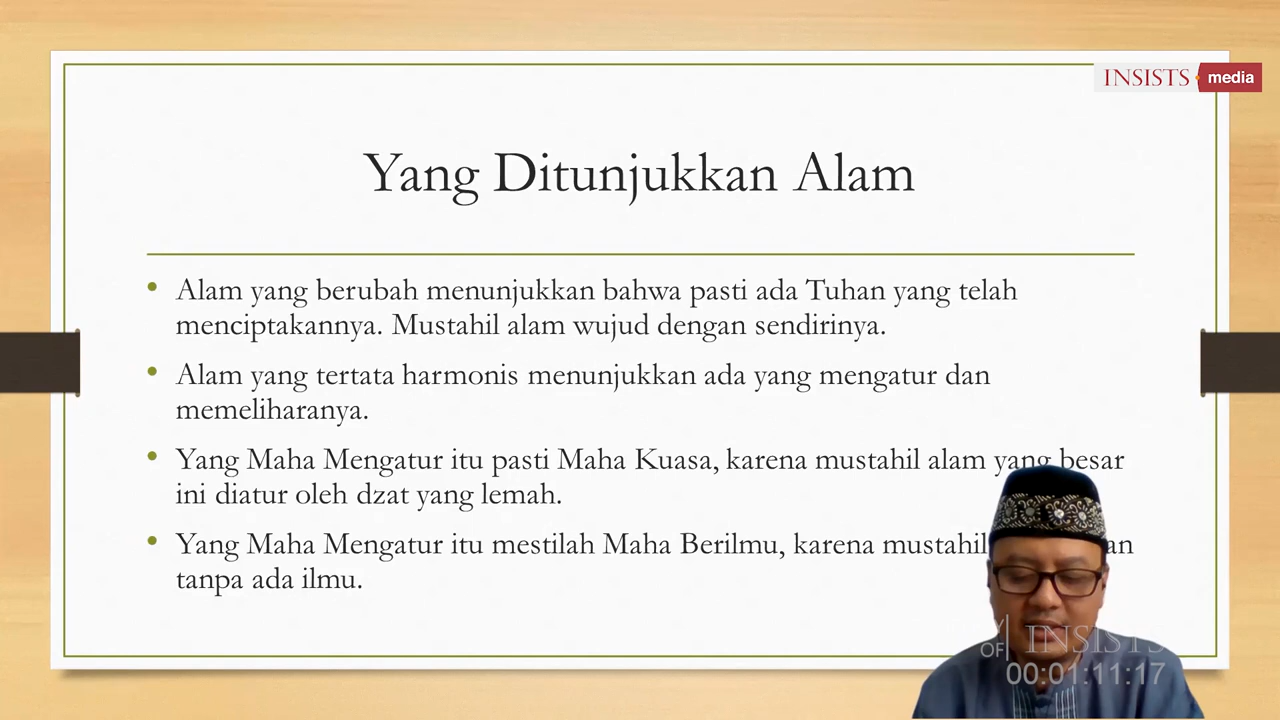 INSISTS media
Yang Ditunjukkan Alam
• Alam yang berubah menunjukkan bahwa pasti ada Tuhan yang telah
menciptakannya. Mustahil alam wujud dengan sendirinya.
• Alam yang tertata harmonis menunjukkan ada yang mengatur dan
memeliharanya.
• Yang Maha Mengatur itu pasti Maha Kuasa, karena mustahil alam yang besar
ini diatur oleh dzat yang lemah.
• Yang Maha Mengatur itu mestilah Maha Berilmu, karena mustahil
tanpa ada ilmu.
OF INSISTS
00:01:11:17